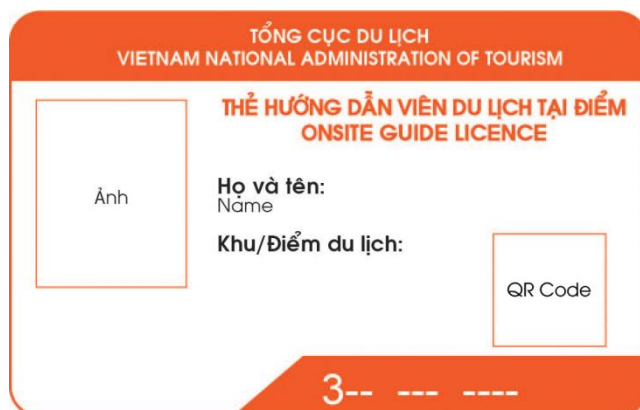 TỔNG CỤC DU LỊCH
VIETNAM NATIONAL ADMINISTRATION OF TOURISM
THẺ HƯỚNG DẪN VIÊN DU LỊCH TẠI ĐIỂM
ONSITE GUIDE LICENCE
Ảnh
Họ và tên:
Name
Khu/Điểm du lịch:
QR Code
3-- --- ----